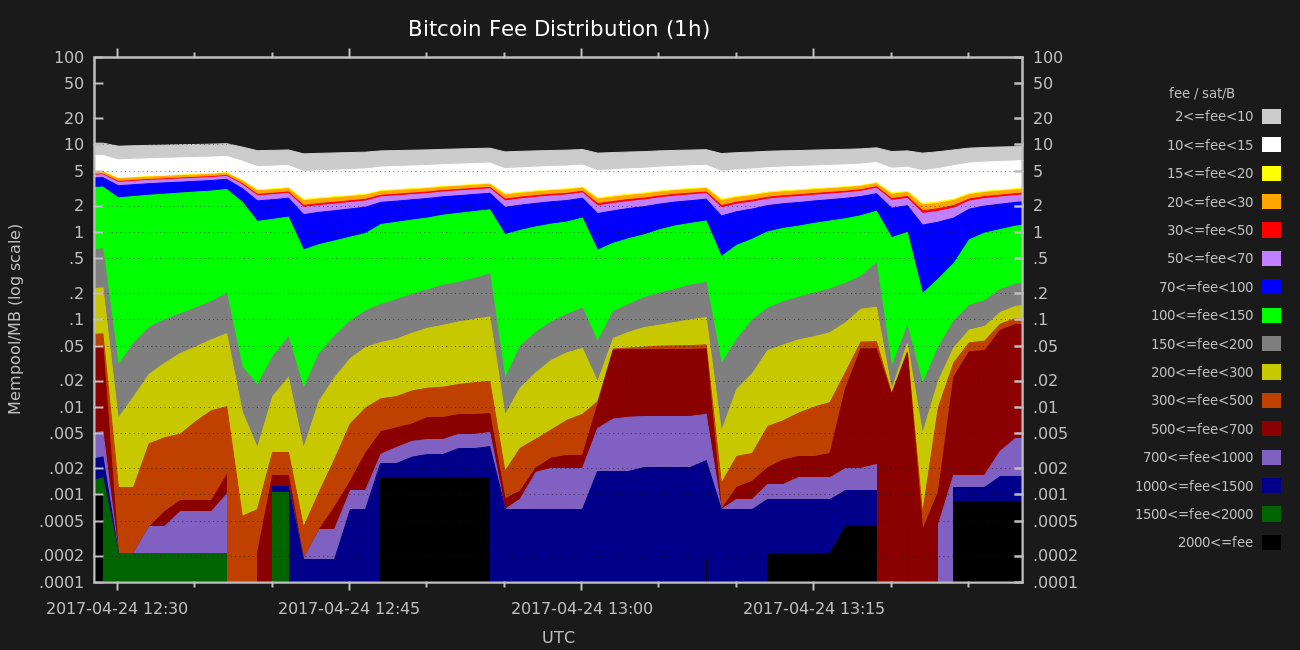 Bitcoin Fee Distribution (1h)
Mempool/MB (log scale)
100
50
20
10
5
2
1
.5
.2
.1
.05
.02
.01
.005
.002
.001
.0005
.0002
.0001
100
50
20
10
5
2
1
.5
.2
.1
.05
.02
.01
.005
.002
.001
.0005
.0002
.0001
2017-04-24 12:30 2017-04-24 12:45 2017-04-24 13:00 2017-04-24 13:15
UTC
fee / sat/B
2<=fee<10
10<=fee<15
15<=fee<20
20<=fee<30
30<=fee<50
50<=fee<70
70<=fee<100
100<=fee<150
150<=fee<200
200<=fee<300
300<=fee<500
500<=fee<700
700<=fee<1000
1000<=fee<1500
1500<=fee<2000
2000<=fee